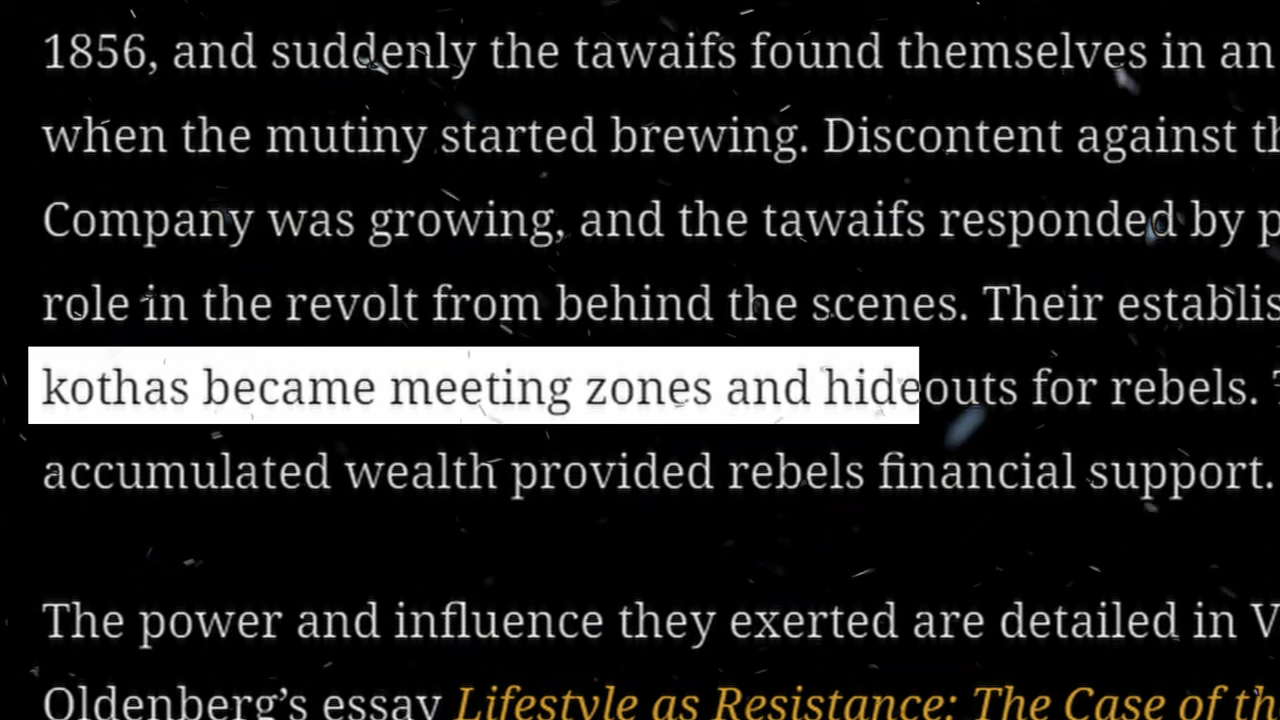 1856, and suddenly the tawaifs found themselves in an
when the mutiny started brewing. Discontent against th
Company was growing, and the tawaifs responded by p
role in the revolt from behind the scenes. Their establis
kothas became meeting zones and hideouts for rebels. T
accumulated wealth provided rebels financial support.
The power and influence they exerted are detailed in V
Oldenberg’s essay Lifestyle as Resistance: The Case of th